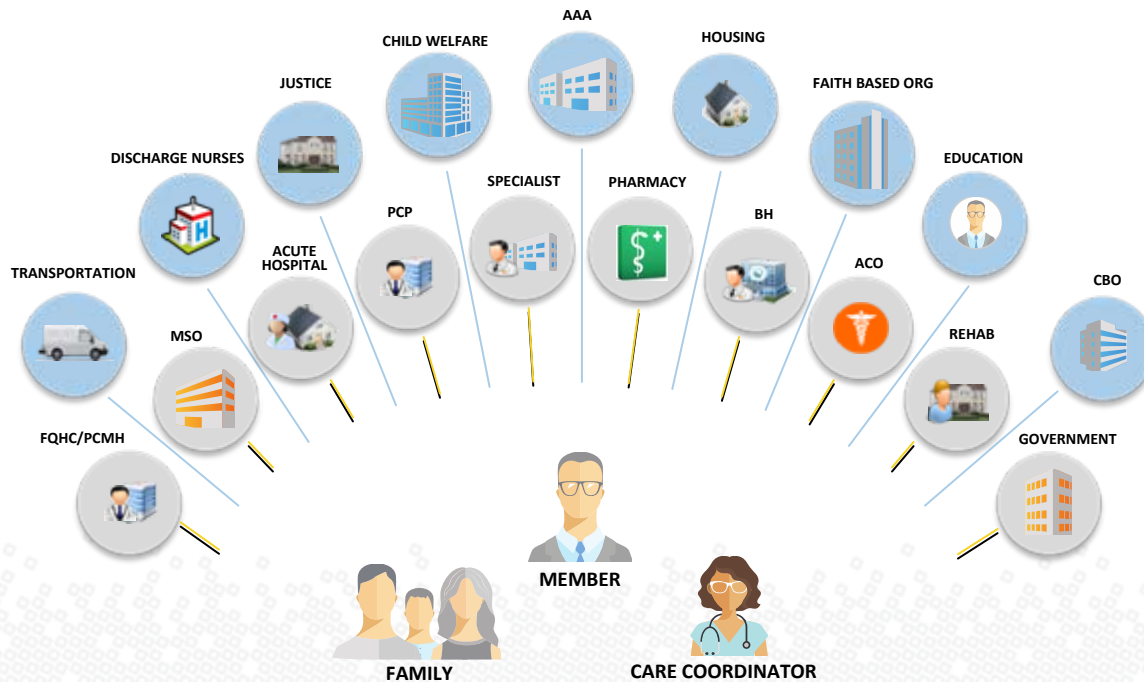 AAA
CHILD WELFARE
HOUSING
JUSTICE
FAITH BASED ORG
DISCHARGE NURSES
EDUCATION
SPECIALIST
PHARMACY
PCP
BH
ACUTE
HOSPITAL
ACO
TRANSPORTATION
CBO
MSO
REHAB
FQHC/PCMH
GOVERNMENT
H
MEMBER
FAMILY
CARE COORDINATOR